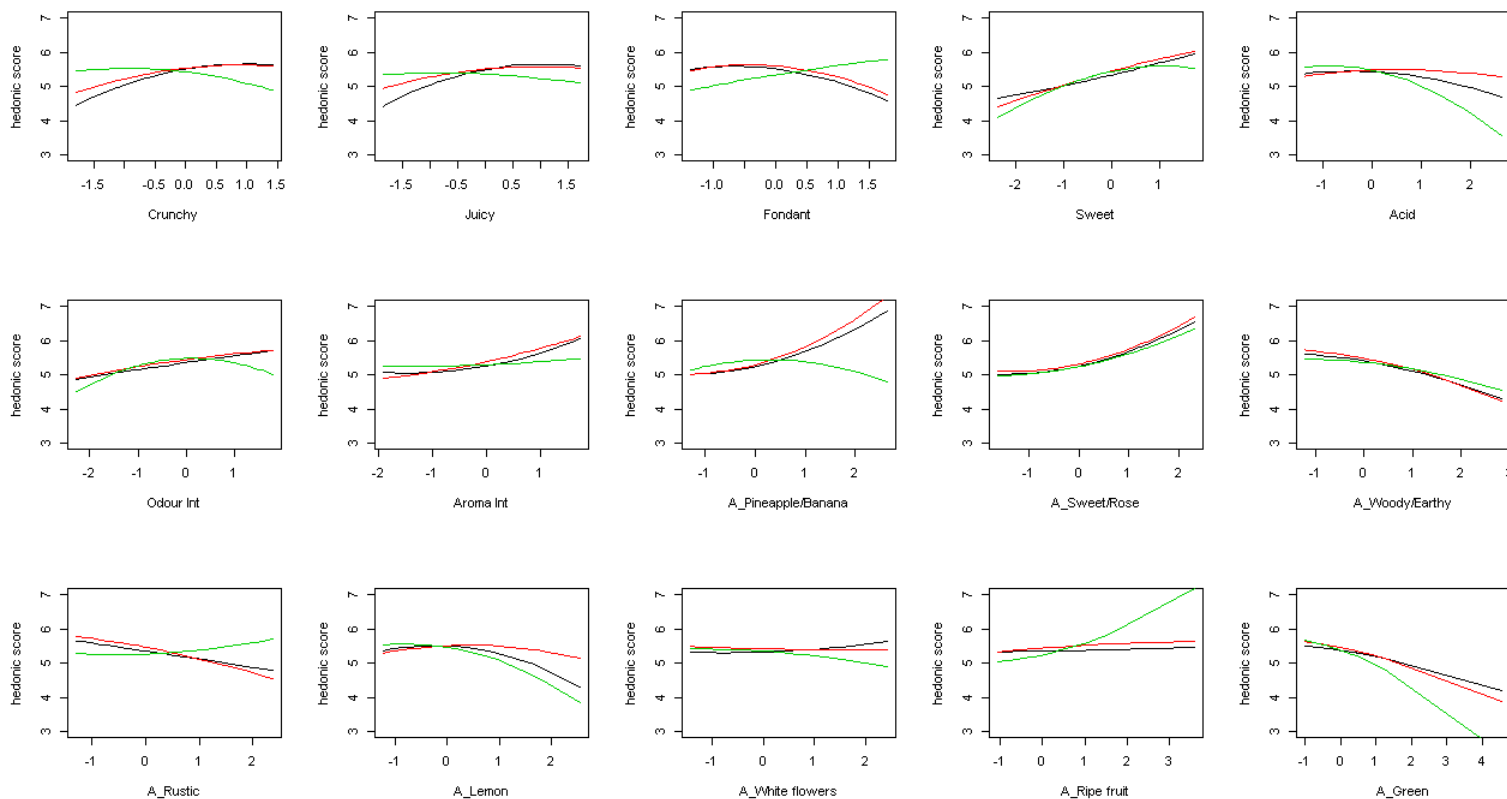 hedonic score 3 4 5 6 7
-1.5 -0.5 0.0 0.5 1.0 1.5
Crunchy
hedonic score 3 4 5 6 7
-1.5 -0.5 0.5 1.5
Juicy
hedonic score 3 4 5 6 7
-1.0 0.0 0.5 1.0 1.5
Fondant
hedonic score 3 4 5 6 7
-2 -1 0 1
Sweet
hedonic score 3 4 5 6 7
-1 0 1 2
Acid
hedonic score 3 4 5 6 7
-2 -1 0 1
Odour Int
hedonic score 3 4 5 6 7
-2 -1 0 1
Aroma Int
hedonic score 3 4 5 6 7
-1 0 1 2
A_Pineapple/Banana
hedonic score 3 4 5 6 7
-1 0 1 2
A_Sweet/Rose
hedonic score 3 4 5 6 7
-1 0 1 2 3
A_Woody/Earthy
hedonic score 3 4 5 6 7
-1 0 1 2
A_Rustic
hedonic score 3 4 5 6 7
-1 0 1 2
A_Lemon
hedonic score 3 4 5 6 7
-1 0 1 2
A_White flowers
hedonic score 3 4 5 6 7
-1 0 1 2 3
A_Ripe fruit
hedonic score 3 4 5 6 7
-1 0 1 2 3 4
A_Green